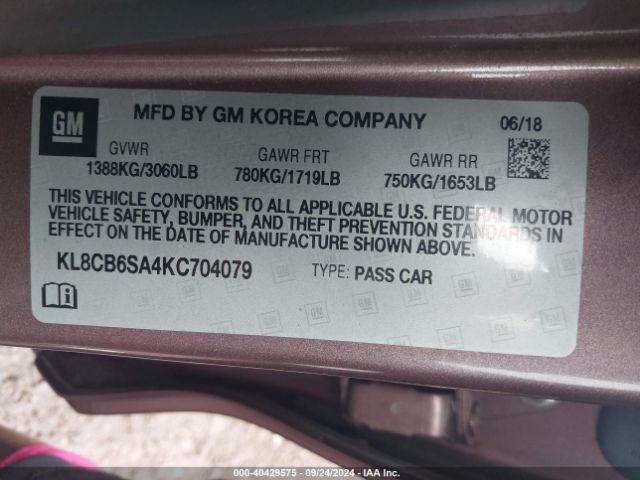 GM
MFD BY GM KOREA COMPANY
06/18
GVWR GAWR FRT GAWR RR
1388KG/3060LB 780KG/1719LB 750KG/1653LB
THIS VEHICLE CONFORMS TO ALL APPLICABLE U.S. FEDERAL MOTOR
VEHICLE SAFETY, BUMPER, AND THEFT PREVENTION STANDARDS IN
EFFECT ON THE DATE OF MANUFACTURE SHOWN ABOVE.
KL8CB6SA4KC704079 TYPE: PASS CAR
000-40429575 - 09/24/2024 - IAA Inc.